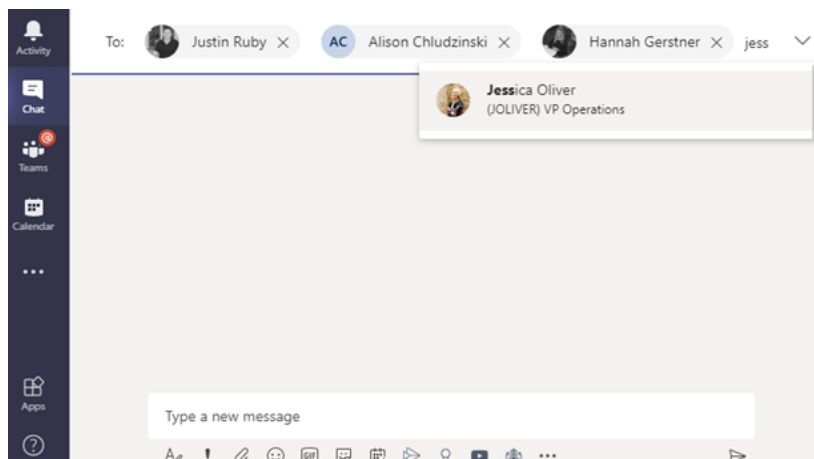 Activity
Chat
@
Teams
Calendar
Apps
To: Justin Ruby AC Alison Chludzinski Hannah Gerstner jess
Jessica Oliver
(JOLIVER) VP Operations
Type a new message
GIF